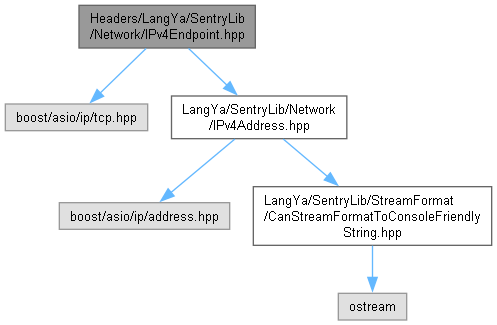 Headers/LangYa/SentryLib
/Network/IPv4Endpoint.hpp
boost/asio/ip/tcp.hpp
LangYa/SentryLib/Network
/IPv4Address.hpp
boost/asio/ip/address.hpp
LangYa/SentryLib/StreamFormat
/CanStreamFormatToConsoleFriendly
String.hpp
ostream